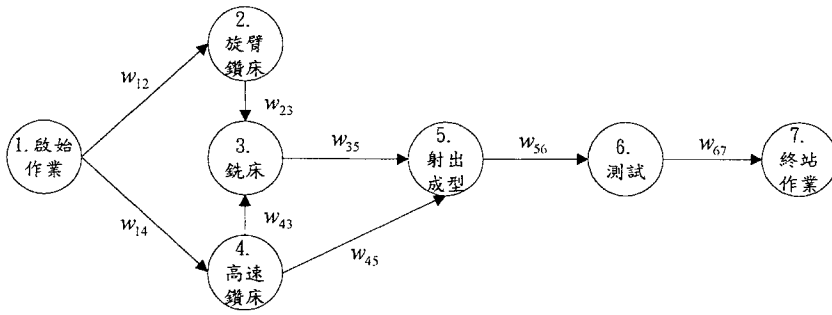 2.
旋臂
鑽床
w12
w23
1.啟始
作業
3.
銑床
w35
5.
射出
成型
w56
6.
測試
w67
7.
終站
作業
w14
w43
4.
高速
鑽床
w45